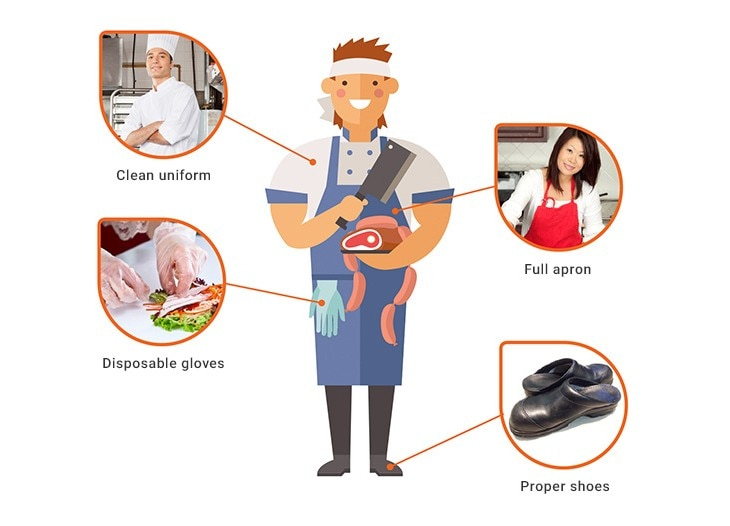 Clean uniform
Full apron
Disposable gloves
Proper shoes